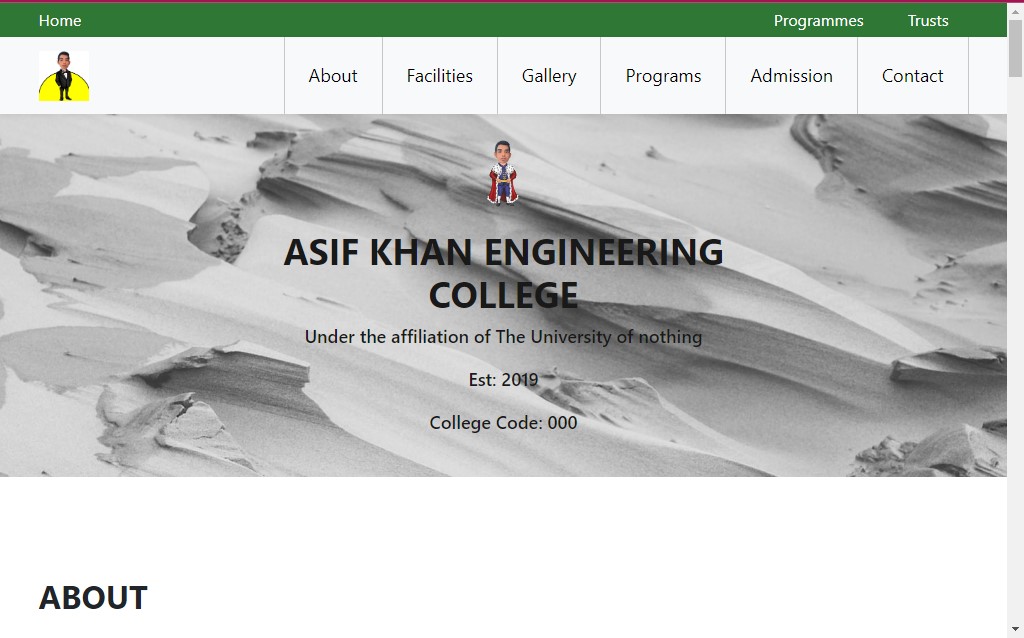 Home Programmes Trusts
About Facilities Gallery Programs Admission Contact
ASIF KHAN ENGINEERING
COLLEGE
Under the affiliation of The University of nothing
Est: 2019
College Code: 000
ABOUT